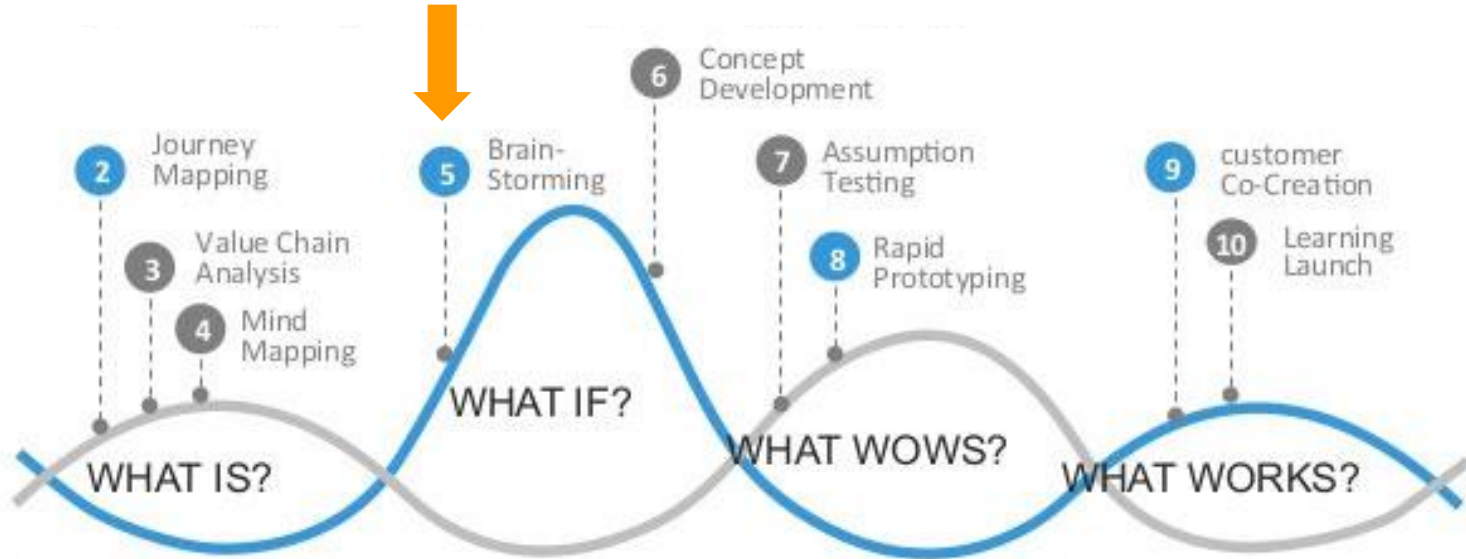 2
Journey
Mapping
3
Value Chain
Analysis
4
Mind
Mapping
WHAT IS?
5
Brain-
Storming
6
Concept
Development
WHAT IF?
7
Assumption
Testing
8
Rapid
Prototyping
WHAT WOWS?
9
customer
Co-Creation
10
Learning
Launch
WHAT WORKS?